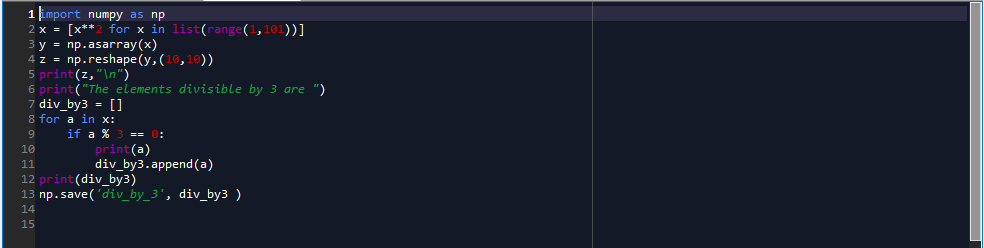 1 import numpy as np
2 x = [x**2 for x in list(range(1,101))]
3 y = np.asarray(x)
4 z = np.reshape(y,(10,10))
5 print(z,"\n")
6 print("The elements divisible by 3 are ")
7 div_by3 = []
8 for a in x:
9     if a % 3 == 0:
10         print(a)
11         div_by3.append(a)
12 print(div_by3)
13 np.save('div_by_3', div_by3 )
14
15